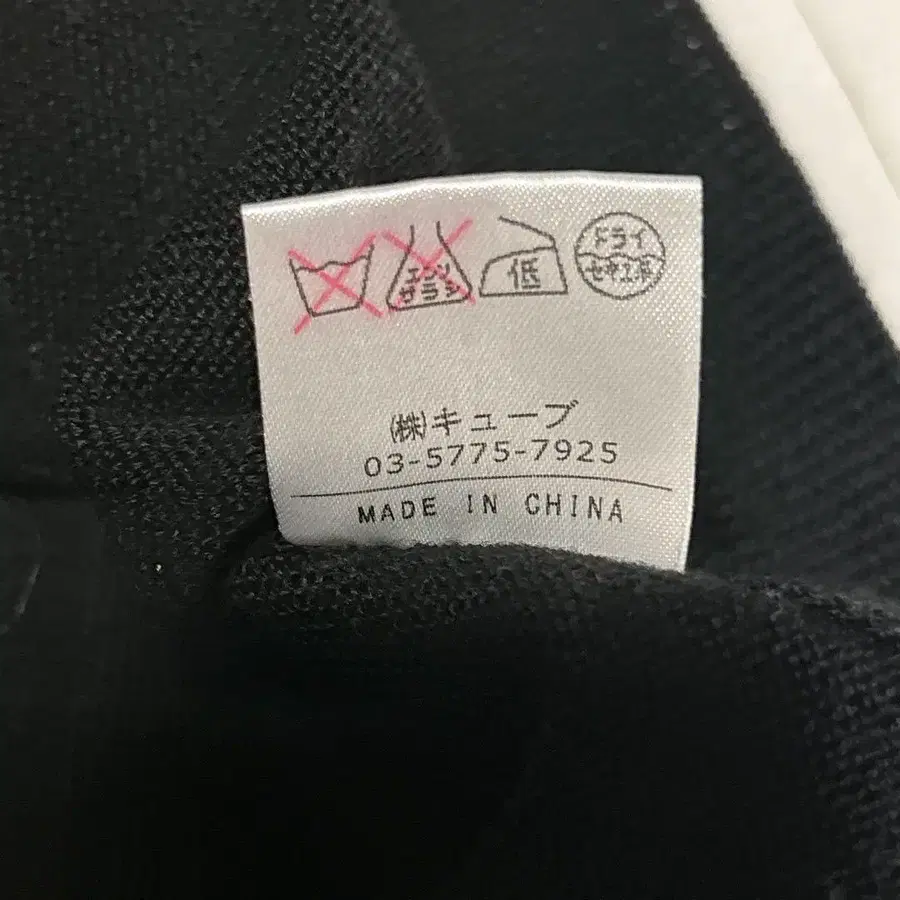 エンソ
サラシ
低
ドライ
セキユ系
(株)キューブ
03-5775-7925
MADE IN CHINA